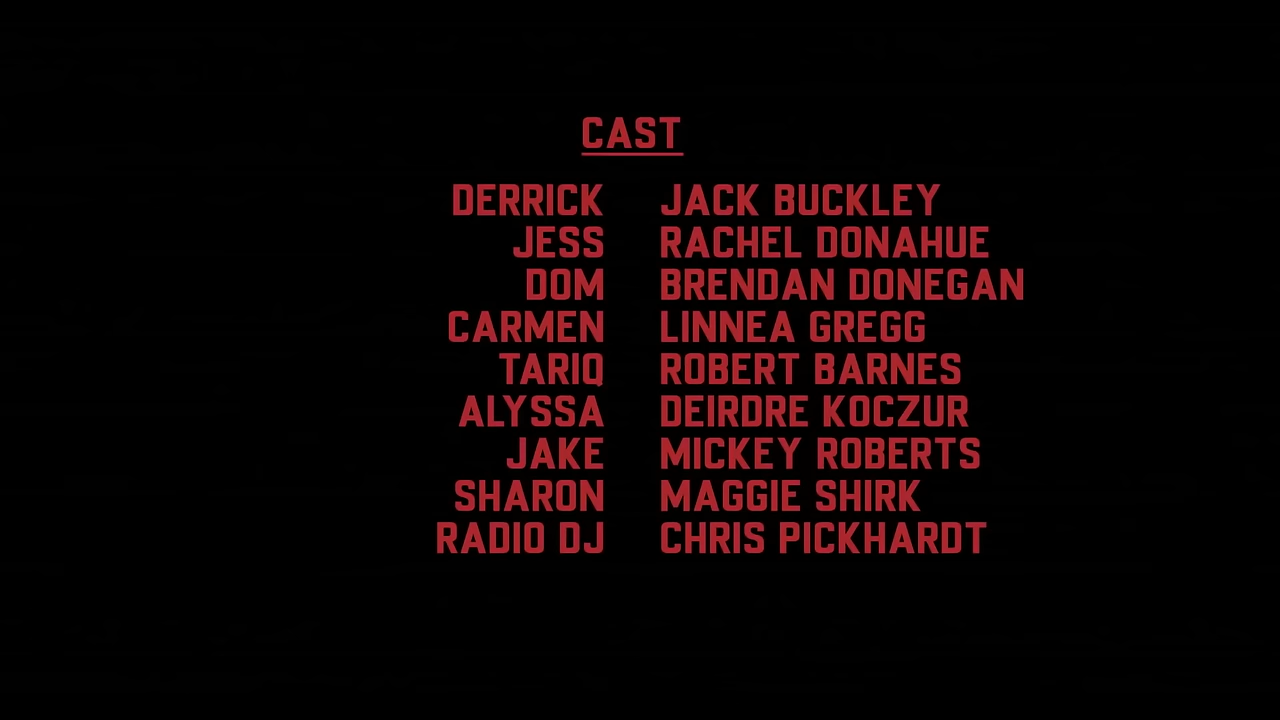 CAST
DERRICK JACK BUCKLEY
JESS RACHEL DONAHUE
DOM BRENDAN DONEGAN
CARMEN LINNEA GREGG
TARIQ ROBERT BARNES
ALYSSA DEIRDRE KOCZUR
JAKE MICKEY ROBERTS
SHARON MAGGIE SHIRK
RADIO DJ CHRIS PICKHARDT